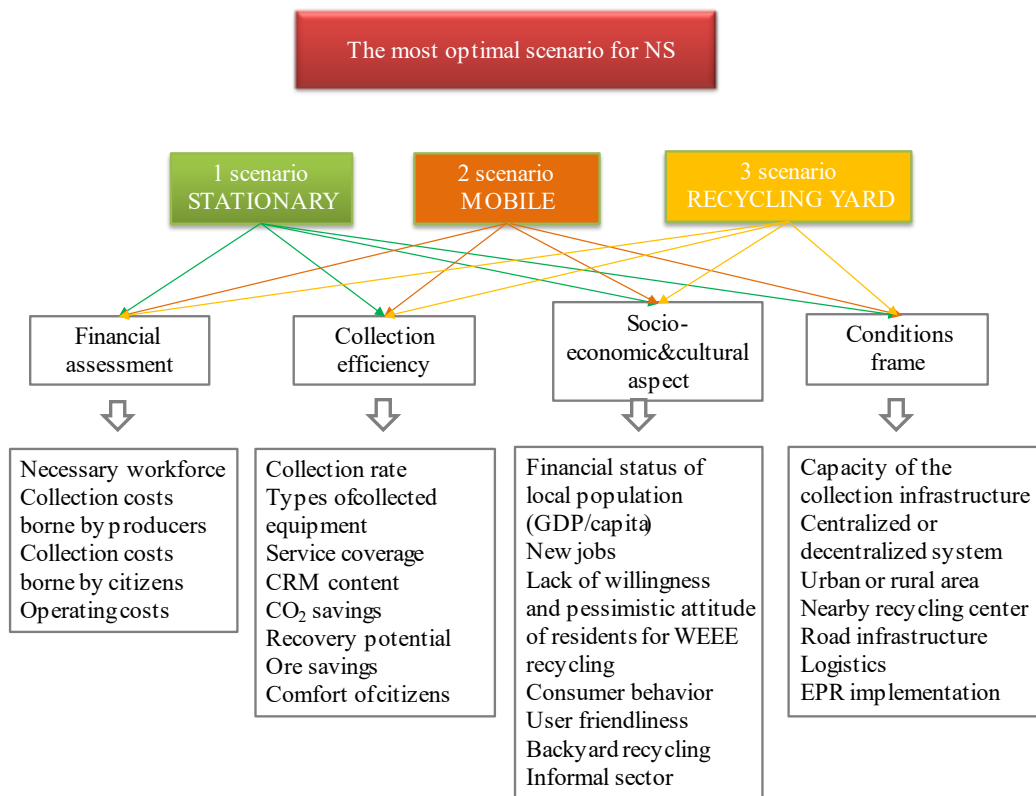 The most optimal scenario for NS
1 scenario
STATIONARY
2 scenario
MOBILE
3 scenario
RECYCLING YARD
Financial
assessment
Collection
efficiency
Socio-
economic&cultural
aspect
Conditions
frame
Necessary workforce
Collection costs
borne by producers
Collection costs
borne by citizens
Operating costs
Collection rate
Types ofcollected
equipment
Service coverage
CRM content
CO₂ savings
Recovery potential
Ore savings
Comfort of citizens
Financial status of
local population
(GDP/capita)
New jobs
Lack of willingness
and pessimistic attitude
of residents for WEEE
recycling
Consumer behavior
User friendliness
Backyard recycling
Informal sector
Capacity of the
collection infrastructure
Centralized or
decentralized system
Urban or rural area
Nearby recycling center
Road infrastructure
Logistics
EPR implementation